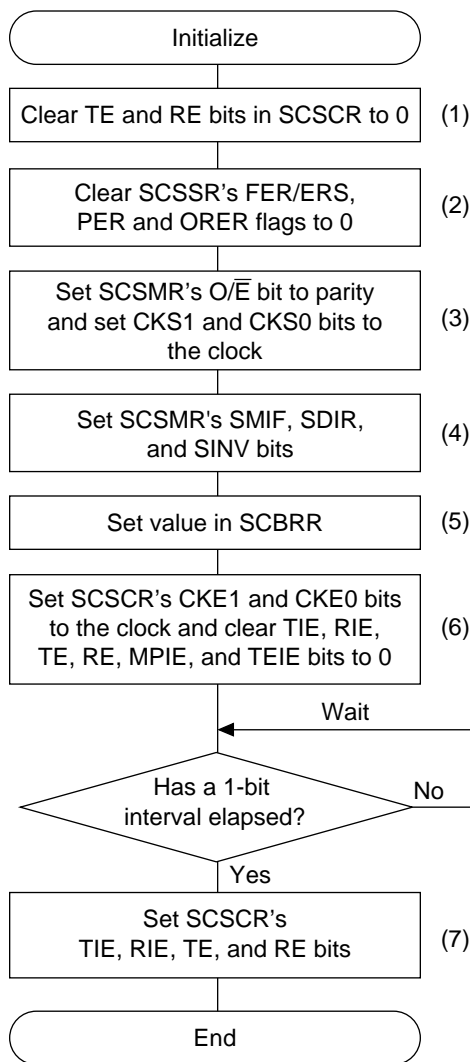 Initialize
Clear TE and RE bits in SCSCR to 0
(1)
Clear SCSSR's FER/ERS,
PER and ORER flags to 0
(2)
Set SCSMR's O/E̅ bit to parity
and set CKS1 and CKS0 bits to
the clock
(3)
Set SCSMR's SMIF, SDIR,
and SINV bits
(4)
Set value in SCBRR
(5)
Set SCSCR's CKE1 and CKE0 bits
to the clock and clear TIE, RIE,
TE, RE, MPIE, and TEIE bits to 0
(6)
Wait
Has a 1-bit
interval elapsed?
No
Yes
Set SCSCR's
TIE, RIE, TE, and RE bits
(7)
End